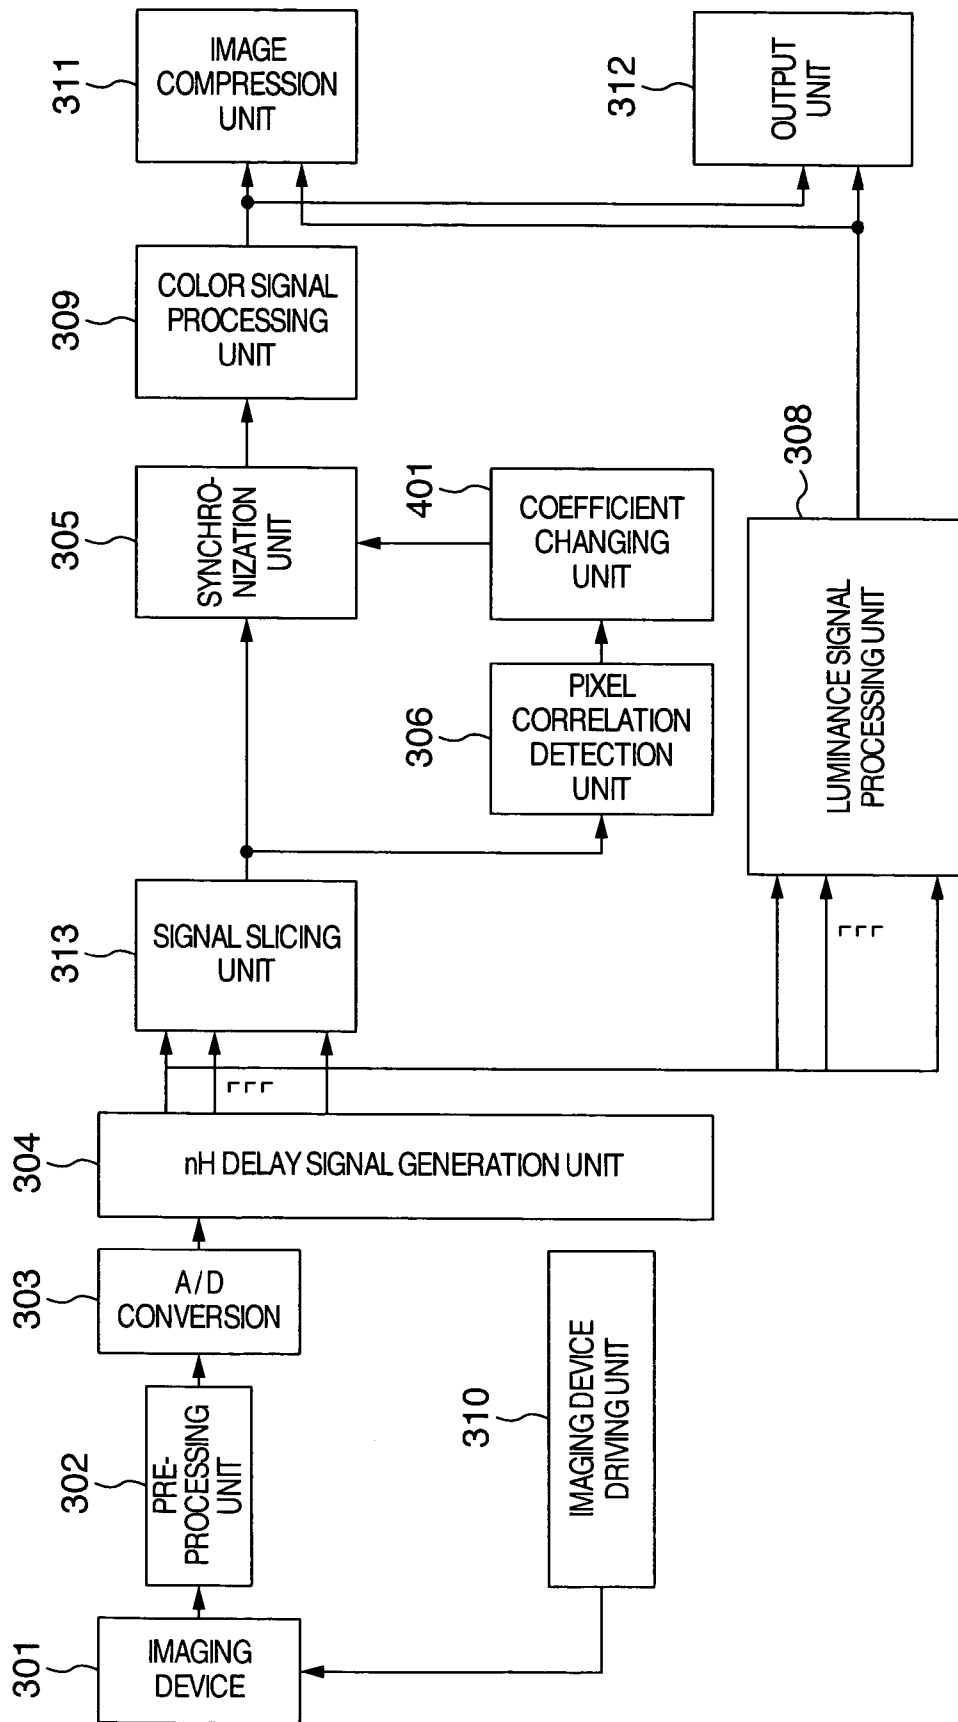 301
IMAGING
DEVICE
302
PRE-
PROCESSING
UNIT
303
A/D
CONVERSION
304
nH DELAY SIGNAL GENERATION UNIT
310
IMAGING DEVICE
DRIVING UNIT
313
SIGNAL SLICING
UNIT
305
SYNCHRO-
NIZATION
UNIT
306
PIXEL
CORRELATION
DETECTION
UNIT
401
COEFFICIENT
CHANGING
UNIT
309
COLOR SIGNAL
PROCESSING
UNIT
308
LUMINANCE SIGNAL
PROCESSING UNIT
311
IMAGE
COMPRESSION
UNIT
312
OUTPUT
UNIT